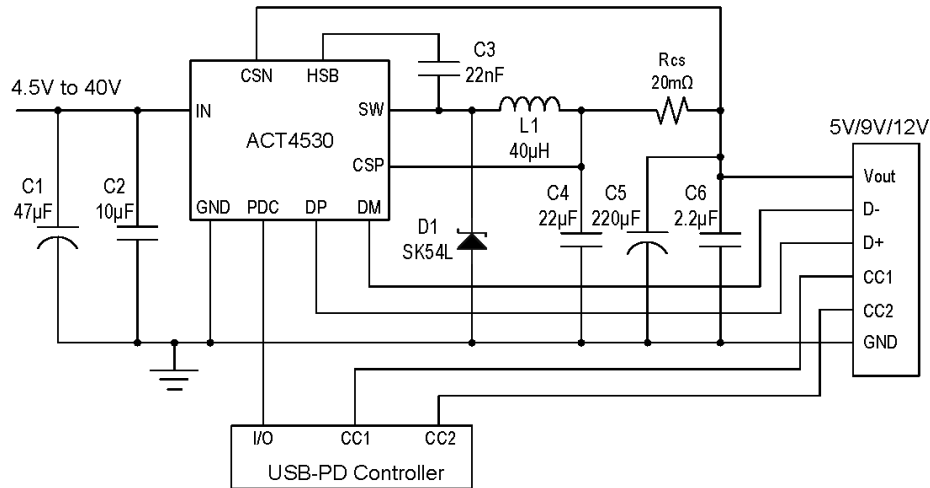 CSN
HSB
C3
22nF
Rcs
20mΩ
4.5V to 40V
IN
SW
ACT4530
L1
40µH
5V/9V/12V
CSP
C1
47µF
C2
10µF
GND
PDC
DP
DM
D1
SK54L
C4
22µF
C5
220µF
C6
2.2µF
Vout
D-
D+
CC1
CC2
GND
I/O
CC1
CC2
USB-PD Controller